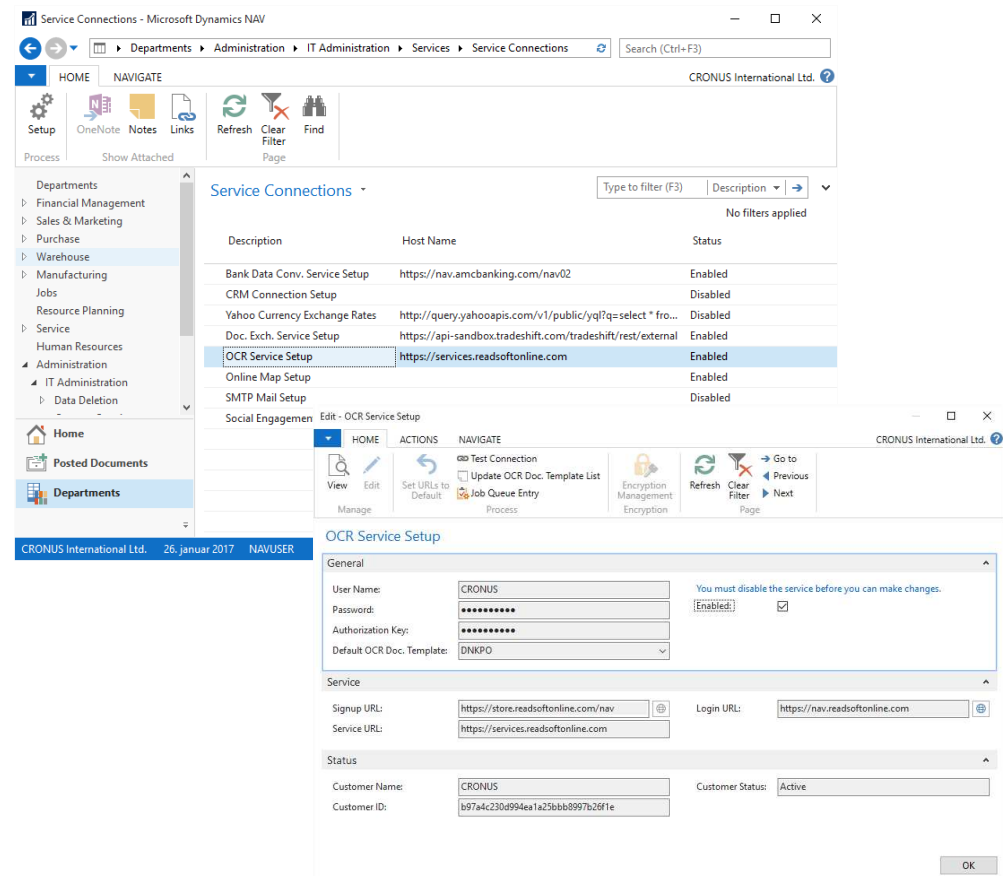 Service Connections - Microsoft Dynamics NAV
Departments Administration IT Administration Services Service Connections Search (Ctrl+F3)
HOME NAVIGATE CRONUS International Ltd.
Setup OneNote Notes Links Refresh Clear Filter Find
Process Show Attached Page
Departments
Financial Management
Sales & Marketing
Purchase
Warehouse
Manufacturing
Jobs
Resource Planning
Service
Human Resources
Administration
IT Administration
Data Deletion
Home
Posted Documents
Departments
CRONUS International Ltd. 26. januar 2017 NAVUSER
Service Connections Type to filter (F3) Description
No filters applied
Description Host Name Status
Bank Data Conv. Service Setup https://nav.amcbanking.com/nav02 Enabled
CRM Connection Setup Disabled
Yahoo Currency Exchange Rates http://query.yahooapis.com/v1/public/yql?q=select * fro... Disabled
Doc. Exch. Service Setup https://api-sandbox.tradeshift.com/tradeshift/rest/external Enabled
OCR Service Setup https://services.readsoftonline.com Enabled
Online Map Setup Enabled
SMTP Mail Setup Disabled
Social Engagemen
Edit - OCR Service Setup
HOME ACTIONS NAVIGATE CRONUS International Ltd.
View Edit Set URLs to Default Test Connection
Update OCR Doc. Template List
Job Queue Entry
Encryption Management Refresh Clear Filter Go to
Previous
Next
Manage Process Encryption Page
OCR Service Setup
General
User Name: CRONUS You must disable the service before you can make changes.
Password: ●●●●●●●●●● Enabled:
Authorization Key: ●●●●●●●●●●
Default OCR Doc. Template: DNKPO
Service
Signup URL: https://store.readsoftonline.com/nav Login URL: https://nav.readsoftonline.com
Service URL: https://services.readsoftonline.com
Status
Customer Name: CRONUS Customer Status: Active
Customer ID: b97a4c230d994ea1a25bbb8997b26f1e
OK